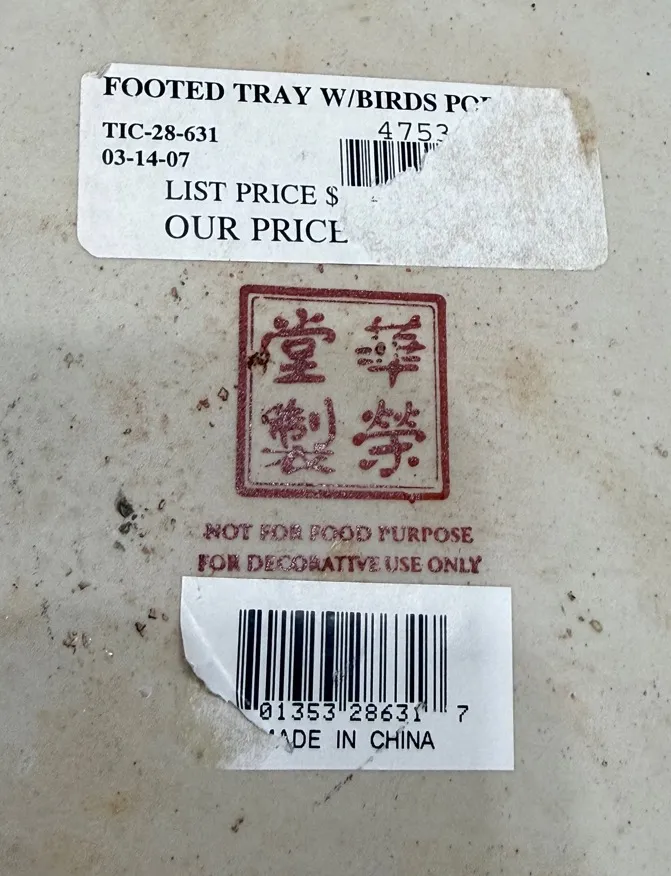 FOOTED TRAY W/BIRDS
TIC-28-631
4753
03-14-07
LIST PRICE $
OUR PRICE
華榮
堂製
NOT FOR FOOD PURPOSE
FOR DECORATIVE USE ONLY
01353 28631 7
MADE IN CHINA